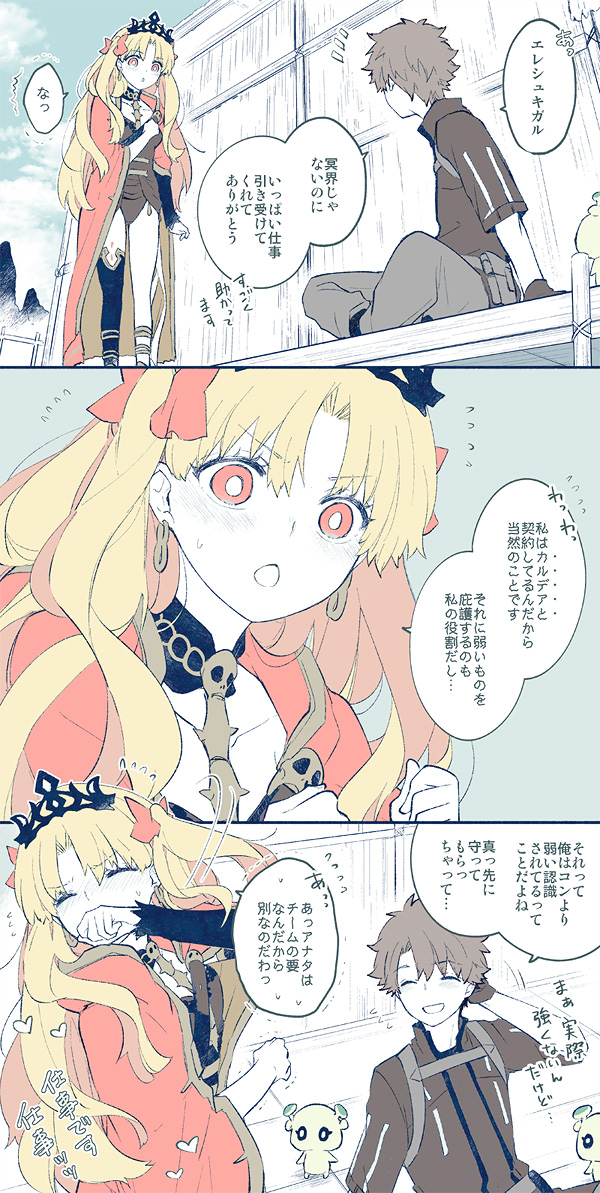 あっ
エレシュキガル
冥界じゃ
ないのに
いっぱい仕事
引き受けて
くれて
ありがとう
すごく
助かって
ます
なっ
わっわっ
私はカルデアと
契約してるんだから
当然のことです
それに弱いものを
庇護するのも
私の役割だし…
それって
俺はコンより
弱い認識
されてるって
ことだよね
真っ先に
守って
もらっ
ちゃって…
まぁ実際
強くないん
だけど…
あっ
あっアナタは
チームの要
なんだから
別なのだわっ
仕事です
仕事ッッ